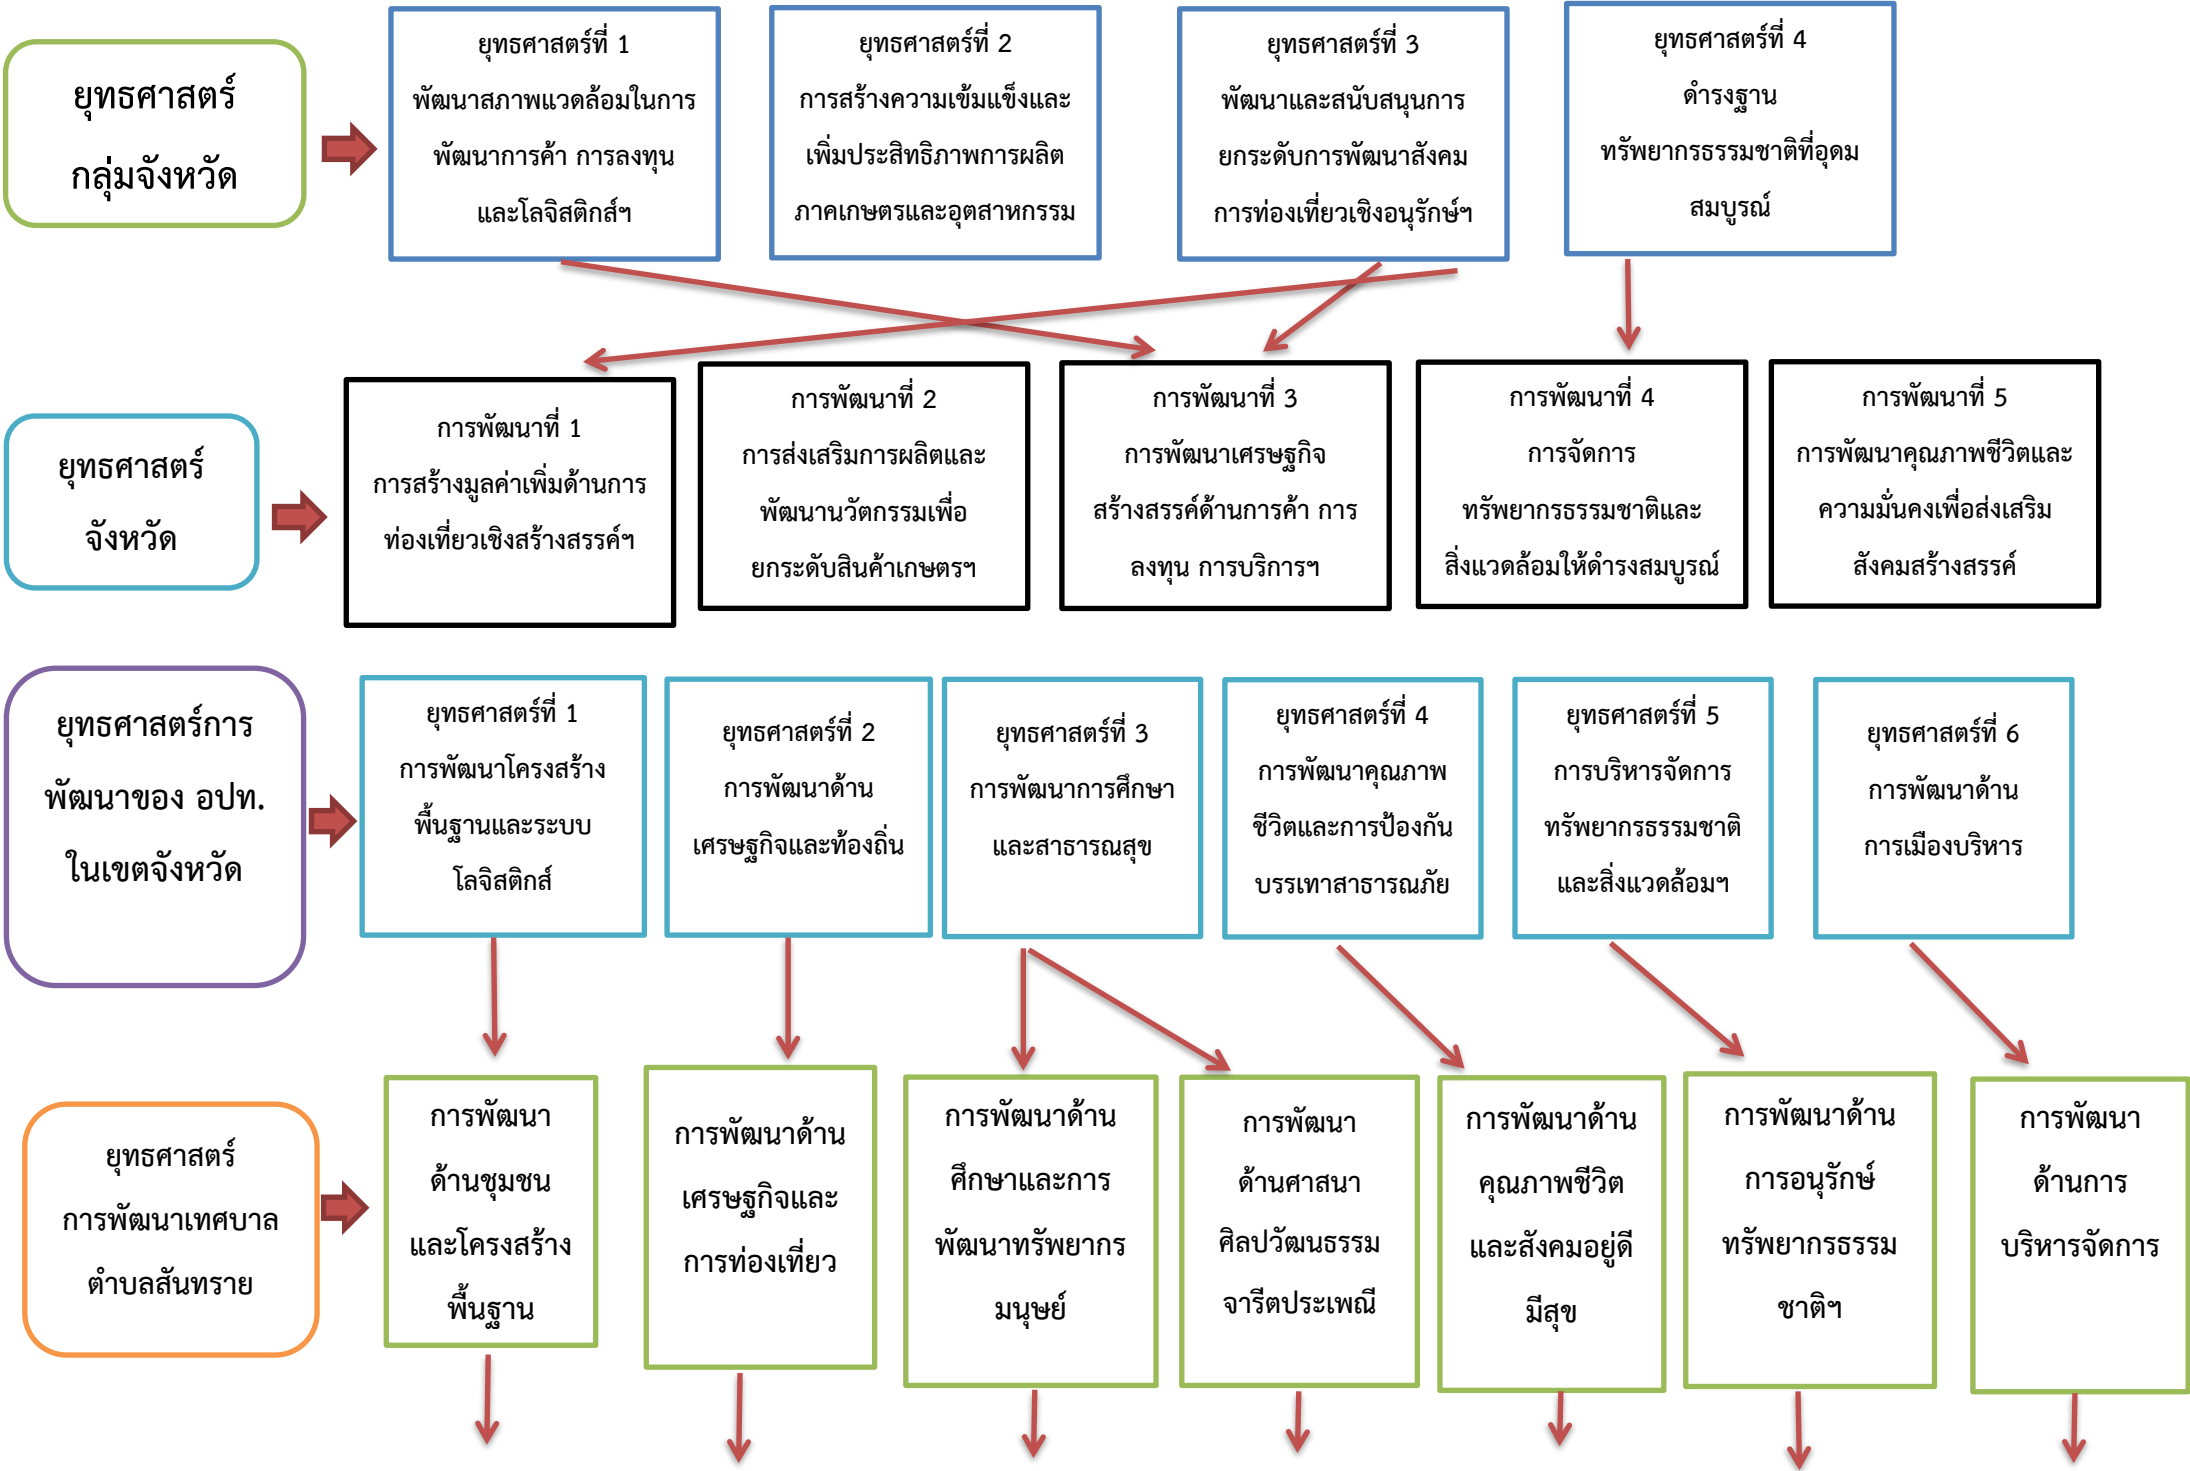 ยุทธศาสตร์
กลุ่มจังหวัด
ยุทธศาสตร์ที่ 1
พัฒนาสภาพแวดล้อมในการ
พัฒนาการค้า การลงทุน
และโลจิสติกส์ฯ
ยุทธศาสตร์ที่ 2
การสร้างความเข้มแข็งและ
เพิ่มประสิทธิภาพการผลิต
ภาคเกษตรและอุตสาหกรรม
ยุทธศาสตร์ที่ 3
พัฒนาและสนับสนุนการ
ยกระดับการพัฒนาสังคม
การท่องเที่ยวเชิงอนุรักษ์ฯ
ยุทธศาสตร์ที่ 4
ดำรงฐาน
ทรัพยากรธรรมชาติที่อุดม
สมบูรณ์
ยุทธศาสตร์
จังหวัด
การพัฒนาที่ 1
การสร้างมูลค่าเพิ่มด้านการ
ท่องเที่ยวเชิงสร้างสรรค์ฯ
การพัฒนาที่ 2
การส่งเสริมการผลิตและ
พัฒนานวัตกรรมเพื่อ
ยกระดับสินค้าเกษตรฯ
การพัฒนาที่ 3
การพัฒนาเศรษฐกิจ
สร้างสรรค์ด้านการค้า การ
ลงทุน การบริการฯ
การพัฒนาที่ 4
การจัดการ
ทรัพยากรธรรมชาติและ
สิ่งแวดล้อมให้ดำรงสมบูรณ์
การพัฒนาที่ 5
การพัฒนาคุณภาพชีวิตและ
ความมั่นคงเพื่อส่งเสริม
สังคมสร้างสรรค์
ยุทธศาสตร์การ
พัฒนาของ อปท.
ในเขตจังหวัด
ยุทธศาสตร์ที่ 1
การพัฒนาโครงสร้าง
พื้นฐานและระบบ
โลจิสติกส์
ยุทธศาสตร์ที่ 2
การพัฒนาด้าน
เศรษฐกิจและท้องถิ่น
ยุทธศาสตร์ที่ 3
การพัฒนาการศึกษา
และสาธารณสุข
ยุทธศาสตร์ที่ 4
การพัฒนาคุณภาพ
ชีวิตและการป้องกัน
บรรเทาสาธารณภัย
ยุทธศาสตร์ที่ 5
การบริหารจัดการ
ทรัพยากรธรรมชาติ
และสิ่งแวดล้อมฯ
ยุทธศาสตร์ที่ 6
การพัฒนาด้าน
การเมืองบริหาร
ยุทธศาสตร์
การพัฒนาเทศบาล
ตำบลสันทราย
การพัฒนา
ด้านชุมชน
และโครงสร้าง
พื้นฐาน
การพัฒนาด้าน
เศรษฐกิจและ
การท่องเที่ยว
การพัฒนาด้าน
ศึกษาและการ
พัฒนาทรัพยากร
มนุษย์
การพัฒนา
ด้านศาสนา
ศิลปวัฒนธรรม
จารีตประเพณี
การพัฒนาด้าน
คุณภาพชีวิต
และสังคมอยู่ดี
มีสุข
การพัฒนาด้าน
การอนุรักษ์
ทรัพยากรธรรม
ชาติฯ
การพัฒนา
ด้านการ
บริหารจัดการ